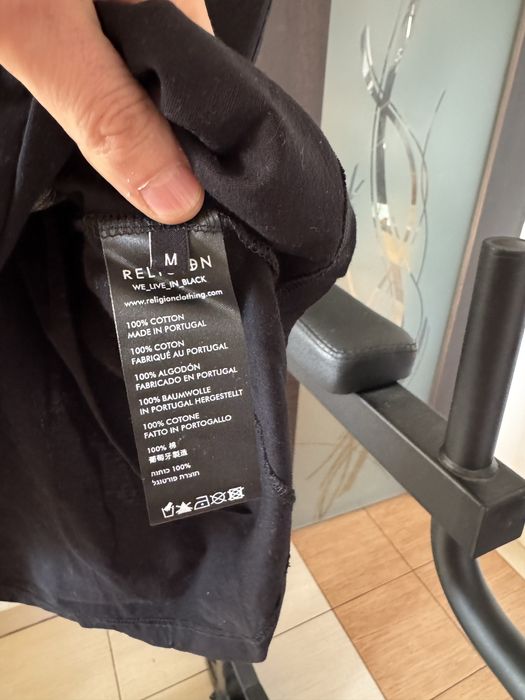 M
RELIGION
WE_LIVE_IN_BLACK
www.religionclothing.com
100% COTTON
MADE IN PORTUGAL
100% COTON
FABRIQUÉ AU PORTUGAL
100% ALGODÓN
FABRICADO EN PORTUGAL
100% BAUMWOLLE
IN PORTUGAL HERGESTELLT
100% COTONE
FATTO IN PORTOGALLO
100% 棉
葡萄牙製造
100% כותנה
תוצרת פורטוגל